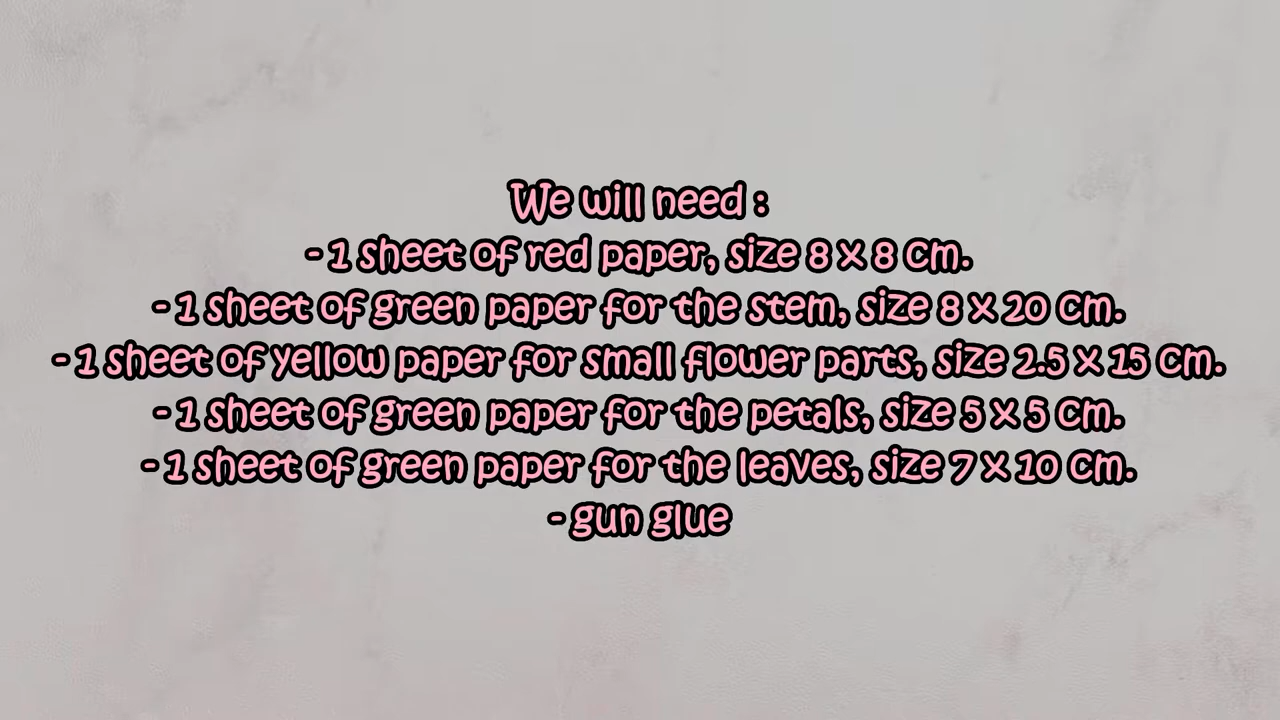 We will need :
- 1 sheet of red paper, size 8 x 8 cm.
- 1 sheet of green paper for the stem, size 8 x 20 cm.
- 1 sheet of yellow paper for small flower parts, size 2.5 x 15 cm.
- 1 sheet of green paper for the petals, size 5 x 5 cm.
- 1 sheet of green paper for the leaves, size 7 x 10 cm.
- gun glue